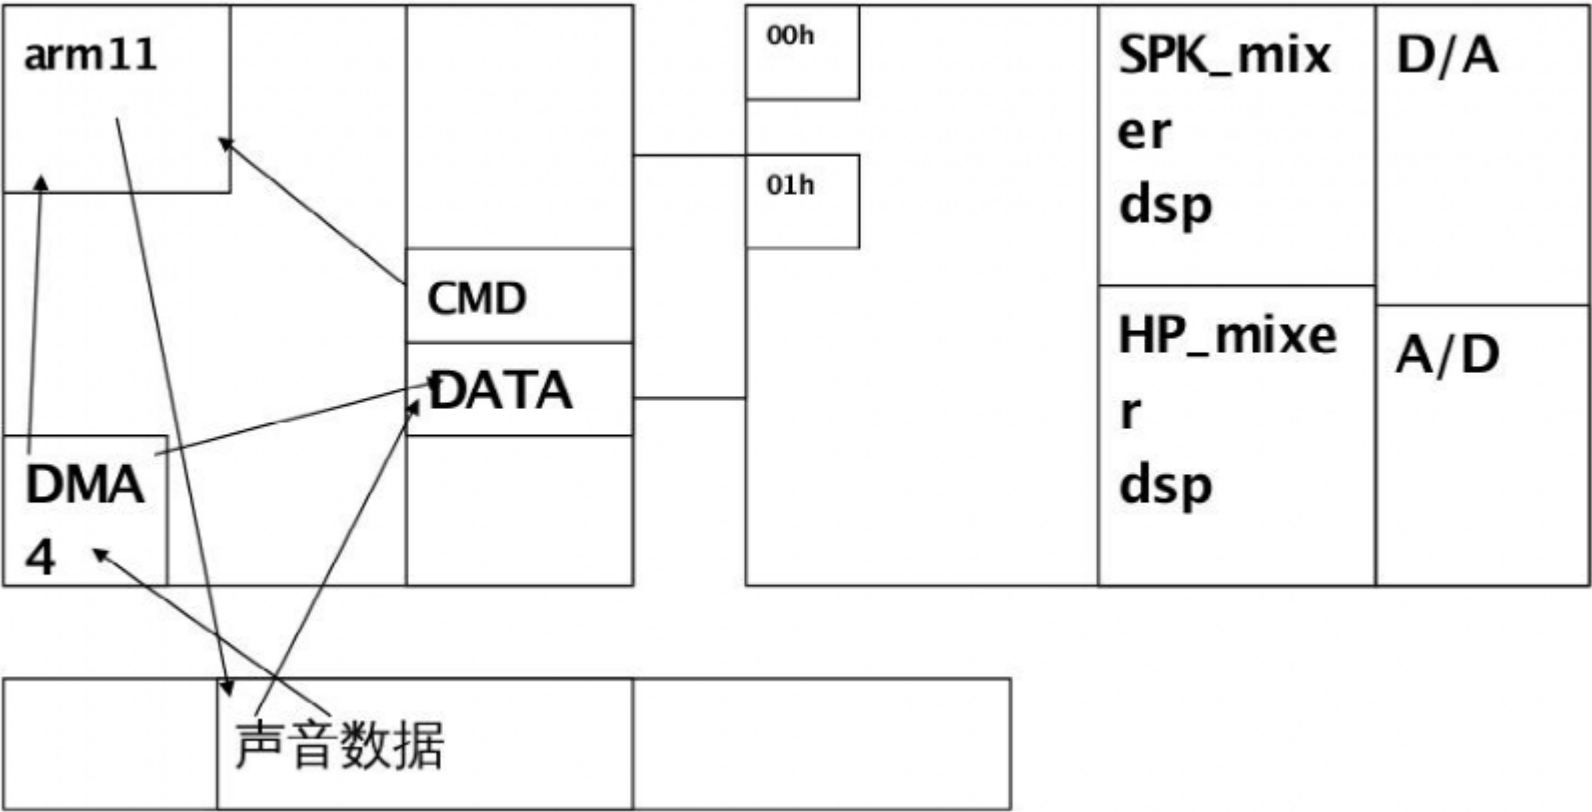 arm11
CMD
DATA
DMA
4
00h
01h
SPK_mix
er
dsp
HP_mixe
r
dsp
D/A
A/D
声音数据